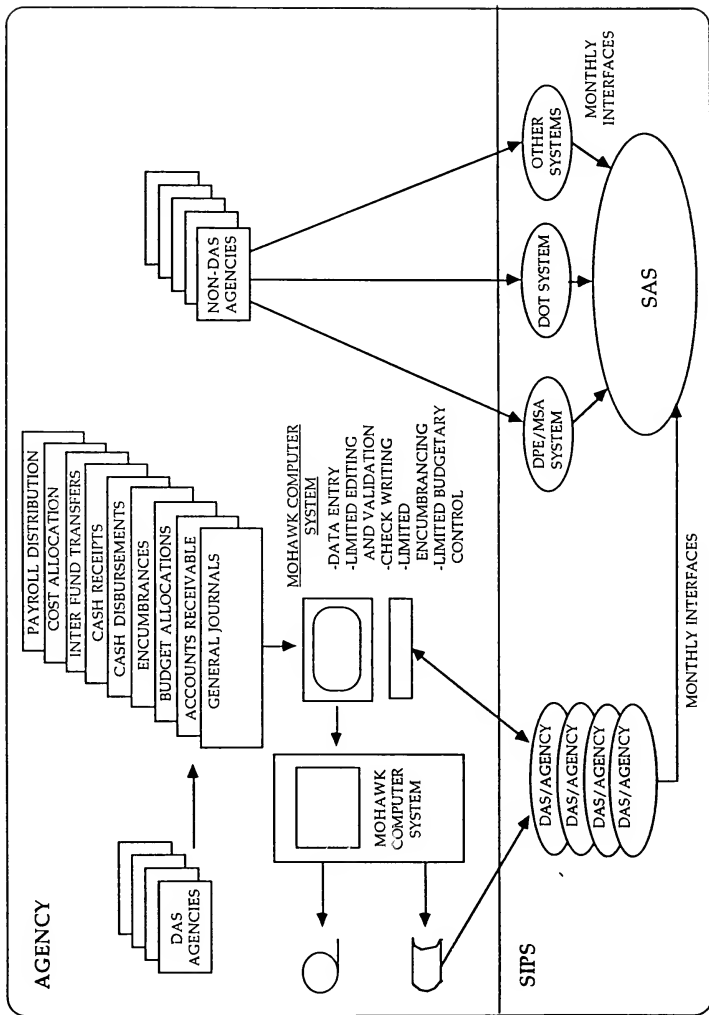 AGENCY
DAS
AGENCIES
PAYROLL DISTRIBUTION
COST ALLOCATION
INTER FUND TRANSFERS
CASH RECEIPTS
CASH DISBURSEMENTS
ENCUMBRANCES
BUDGET ALLOCATIONS
ACCOUNTS RECEIVABLE
GENERAL JOURNALS
NON-DAS
AGENCIES
MOHAWK COMPUTER
SYSTEM
-DATA ENTRY
-LIMITED EDITING
AND VALIDATION
-CHECK WRITING
-LIMITED
ENCUMBRANCING
-LIMITED BUDGETARY
CONTROL
MOHAWK
COMPUTER
SYSTEM
SIPS
DAS/AGENCY
DAS/AGENCY
DAS/AGENCY
DAS/AGENCY
MONTHLY INTERFACES
DPE/MSA
SYSTEM
DOT SYSTEM
OTHER
SYSTEMS
MONTHLY
INTERFACES
SAS